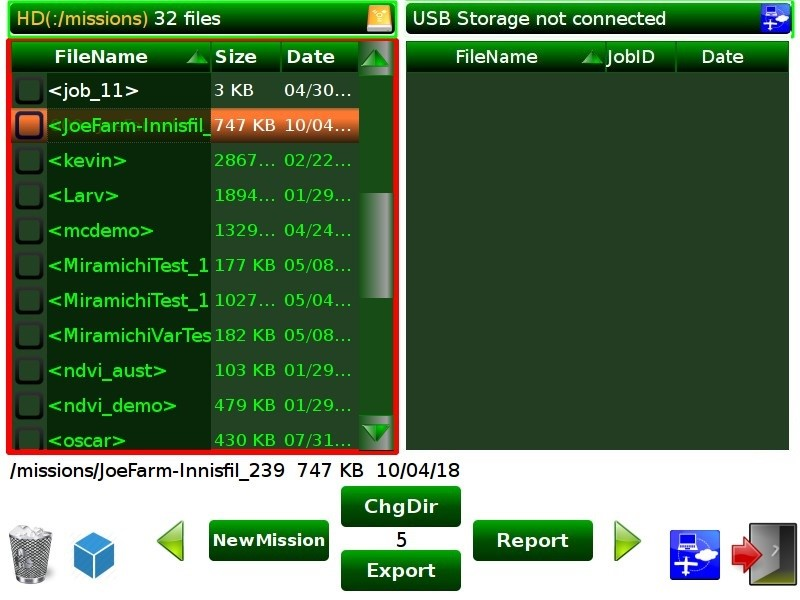 HD(:/missions) 32 files
USB Storage not connected
FileName Size Date
FileName JobID Date
<job_11> 3 KB 04/30...
<JoeFarm-Innisfil_ 747 KB 10/04...
<kevin> 2867... 02/22...
<Larv> 1894... 01/29...
<mcdemo> 1329... 04/24...
<MiramichiTest_1 177 KB 05/08...
<MiramichiTest_1 1027... 05/04...
<MiramichiVarTes 182 KB 05/08...
<ndvi_aust> 103 KB 01/29...
<ndvi_demo> 479 KB 01/29...
<oscar> 430 KB 07/31...
/missions/JoeFarm-Innisfil_239 747 KB 10/04/18
ChgDir
NewMission 5 Report
Export